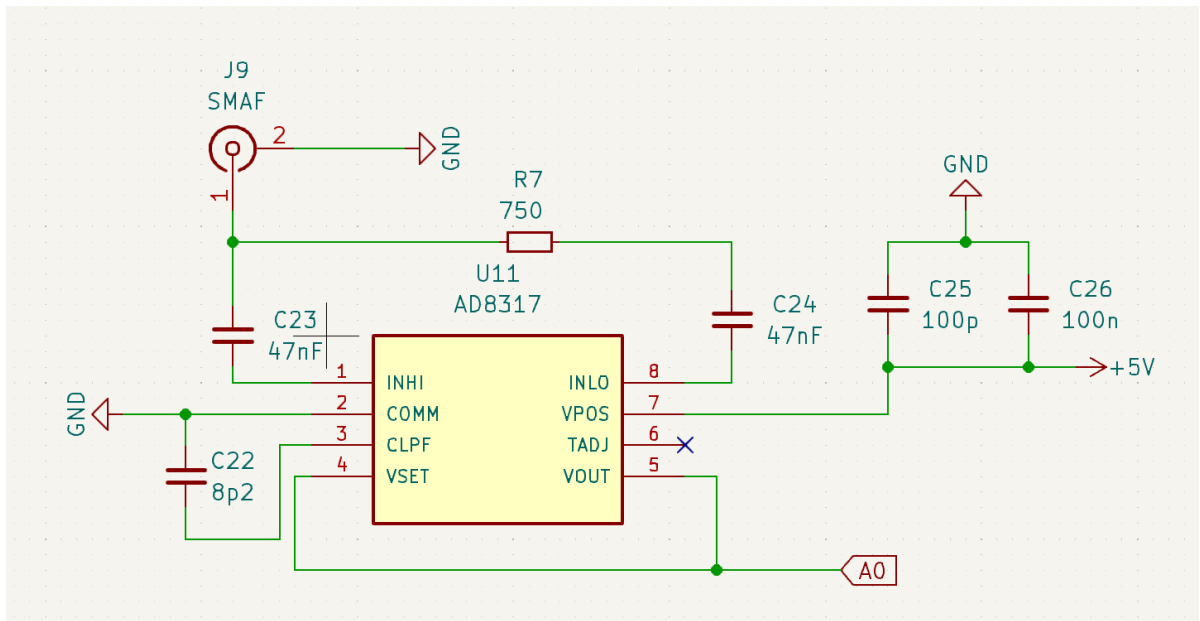 J9
SMAF
2
GND
1
R7
750
GND
U11
AD8317
C23
47nF
C24
47nF
C25
100p
C26
100n
+5V
GND
1
INHI
INLO
8
2
COMM
VPOS
7
3
CLPF
TADJ
6
4
VSET
VOUT
5
C22
8p2
A0